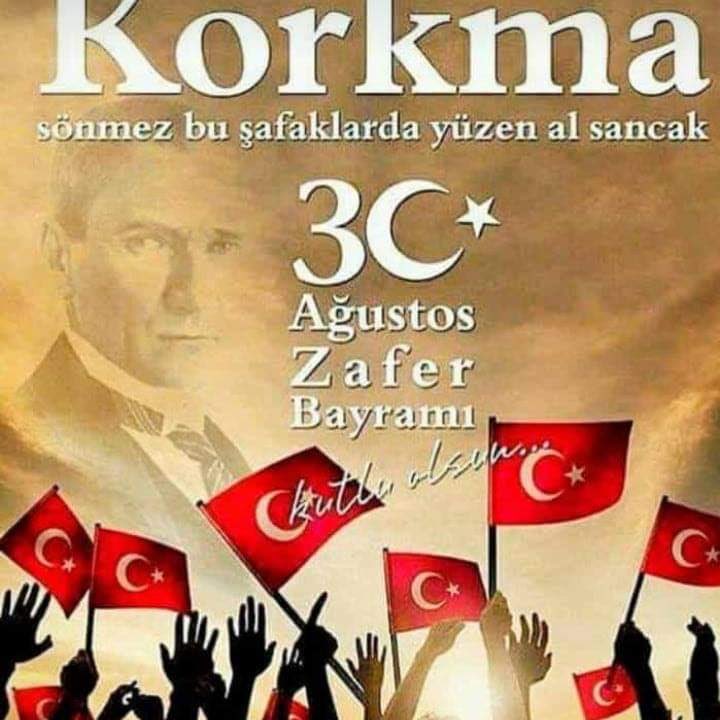 Korkma
sönmez bu şafaklarda yüzen al sancak
30
Ağustos
Zafer
Bayramı
kutlu olsun...